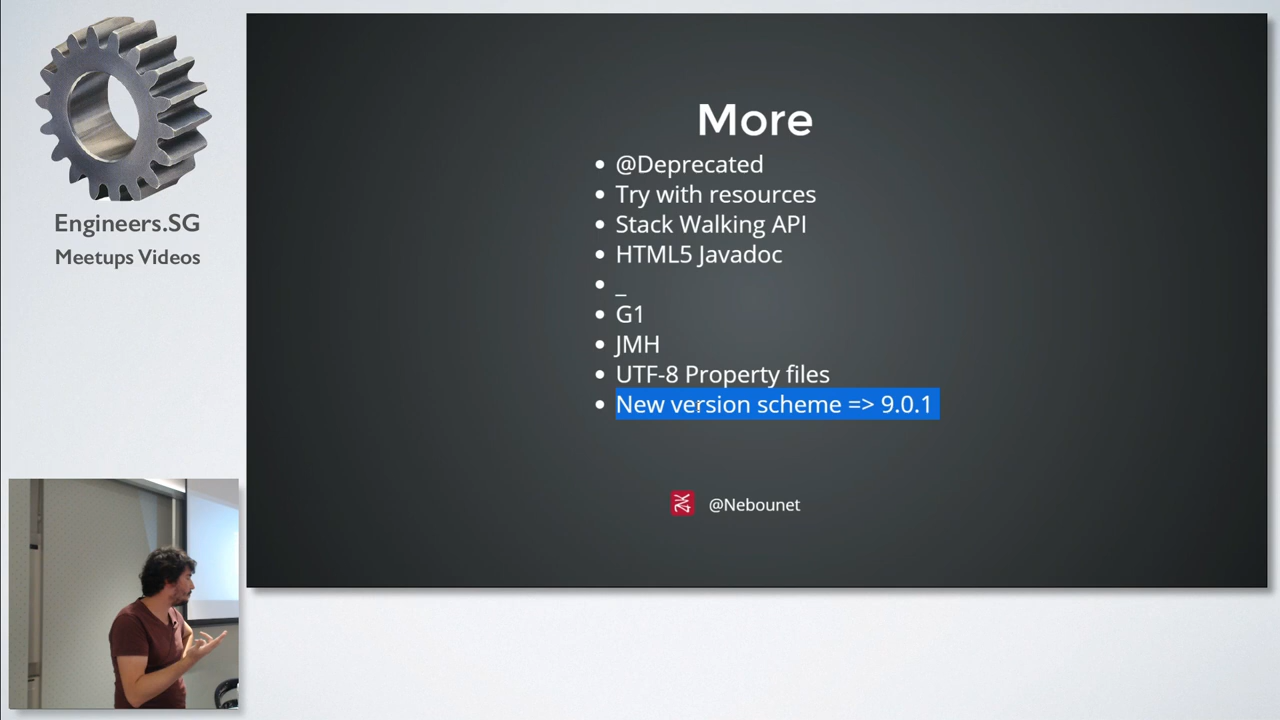 Engineers.SG
Meetups Videos
More
@Deprecated
Try with resources
Stack Walking API
HTML5 Javadoc
_
G1
JMH
UTF-8 Property files
New version scheme => 9.0.1
@Nebounet